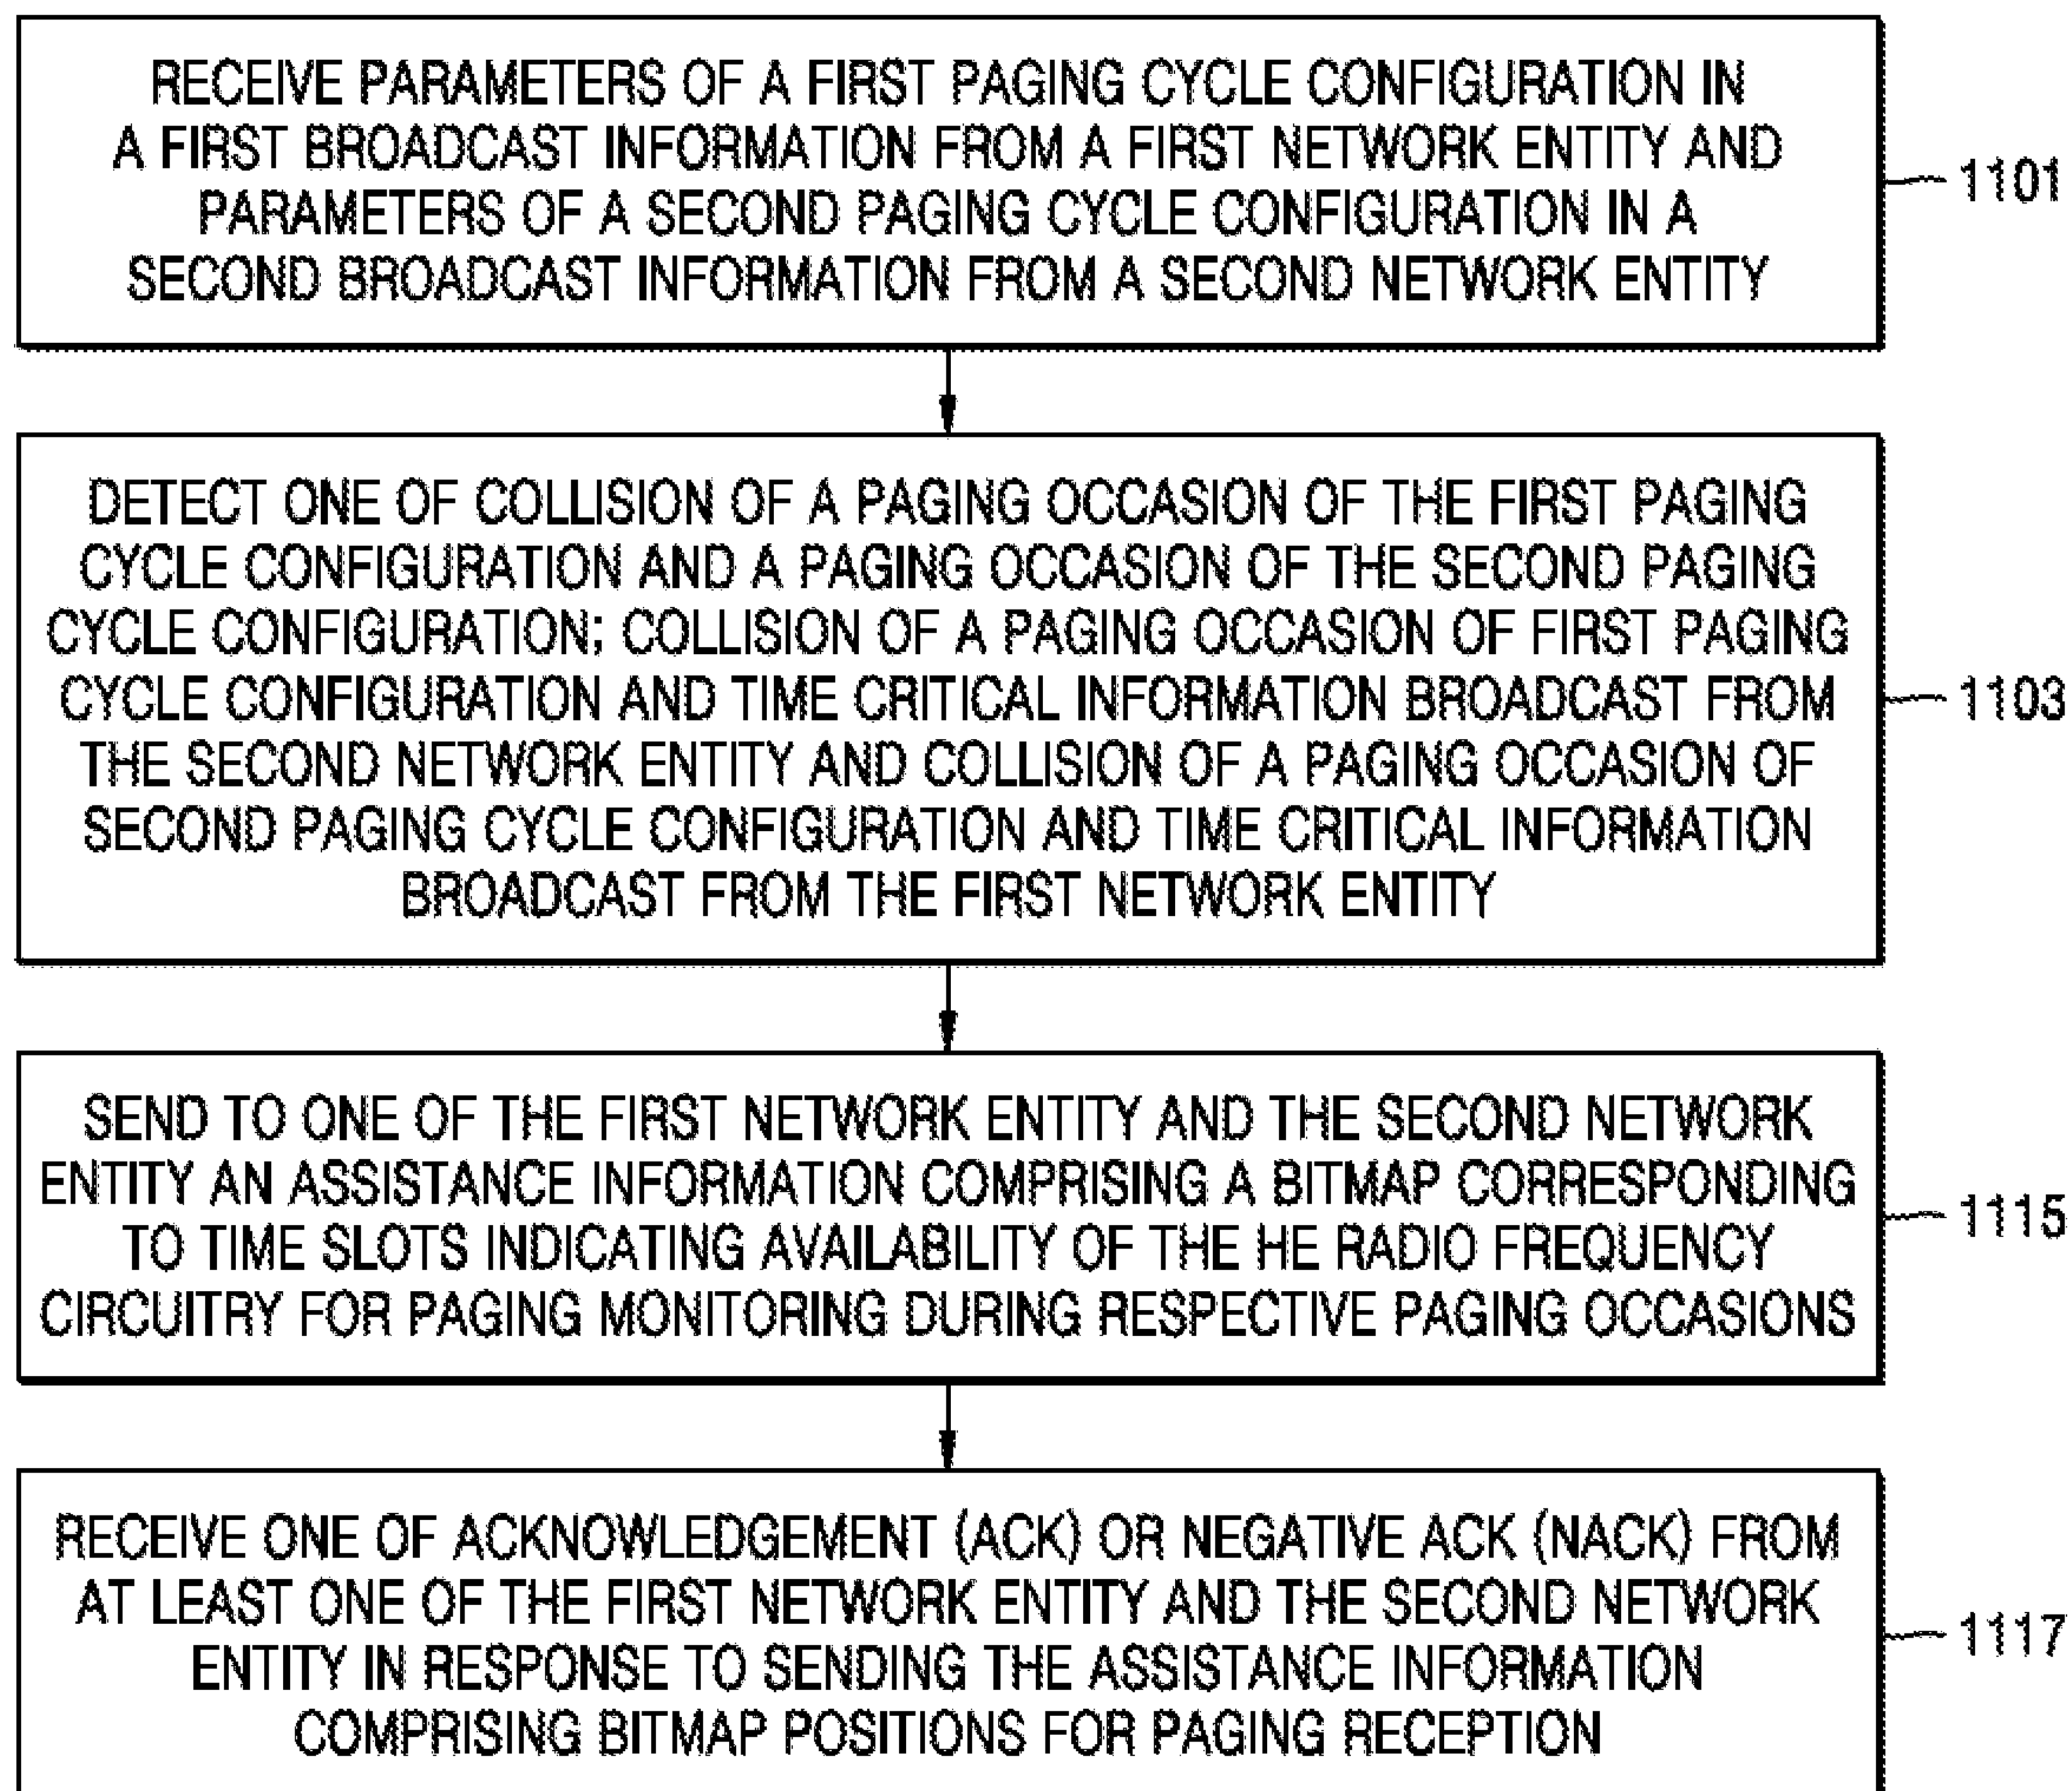 RECEIVE PARAMETERS OF A FIRST PAGING CYCLE CONFIGURATION IN
A FIRST BROADCAST INFORMATION FROM A FIRST NETWORK ENTITY AND
PARAMETERS OF A SECOND PAGING CYCLE CONFIGURATION IN A
SECOND BROADCAST INFORMATION FROM A SECOND NETWORK ENTITY
1101
DETECT ONE OF COLLISION OF A PAGING OCCASION OF THE FIRST PAGING
CYCLE CONFIGURATION AND A PAGING OCCASION OF THE SECOND PAGING
CYCLE CONFIGURATION; COLLISION OF A PAGING OCCASION OF FIRST PAGING
CYCLE CONFIGURATION AND TIME CRITICAL INFORMATION BROADCAST FROM
THE SECOND NETWORK ENTITY AND COLLISION OF A PAGING OCCASION OF
SECOND PAGING CYCLE CONFIGURATION AND TIME CRITICAL INFORMATION
BROADCAST FROM THE FIRST NETWORK ENTITY
1103
SEND TO ONE OF THE FIRST NETWORK ENTITY AND THE SECOND NETWORK
ENTITY AN ASSISTANCE INFORMATION COMPRISING A BITMAP CORRESPONDING
TO TIME SLOTS INDICATING AVAILABILITY OF THE HE RADIO FREQUENCY
CIRCUITRY FOR PAGING MONITORING DURING RESPECTIVE PAGING OCCASIONS
1115
RECEIVE ONE OF ACKNOWLEDGEMENT (ACK) OR NEGATIVE ACK (NACK) FROM
AT LEAST ONE OF THE FIRST NETWORK ENTITY AND THE SECOND NETWORK
ENTITY IN RESPONSE TO SENDING THE ASSISTANCE INFORMATION
COMPRISING BITMAP POSITIONS FOR PAGING RECEPTION
1117